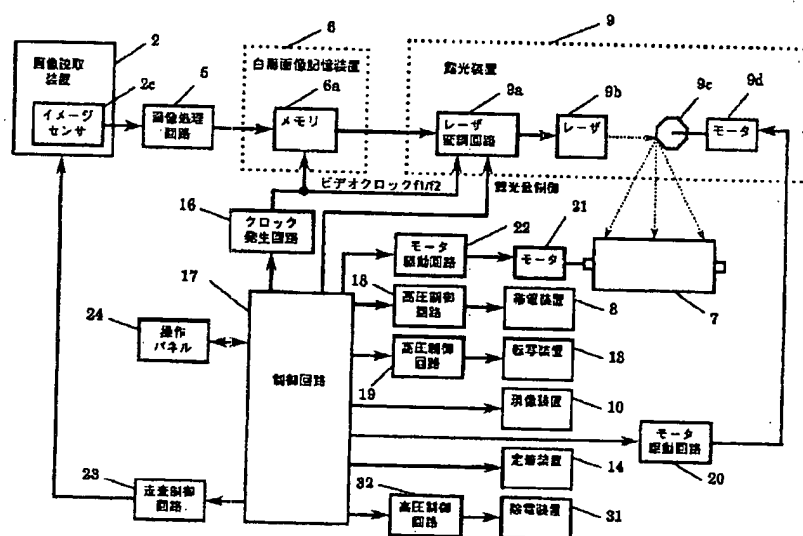 2
画像読取
装置
2c
イメージ
センサ
5
画像処理
回路
6
白黒画像記憶装置
6a
メモリ
9
露光装置
9a
レーザ
変調回路
9b
レーザ
9c
9d
モータ
ビデオクロックf1/f2
露光量制御
16
クロック
発生回路
17
制御回路
24
操作
パネル
22
モータ
駆動回路
21
モータ
7
18
高圧制御
回路
帯電装置
8
19
高圧制御
回路
転写装置
13
現像装置
10
モータ
駆動回路
20
定着装置
14
23
走査制御
回路
32
高圧制御
回路
除電装置
31